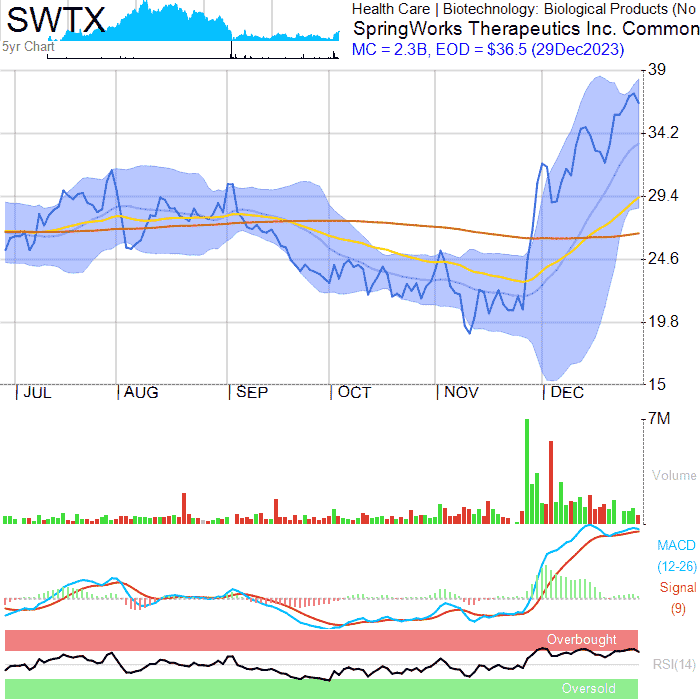 SWTX
Health Care | Biotechnology: Biological Products (No
SpringWorks Therapeutics Inc. Common
MC = 2.3B, EOD = $36.5 (29Dec2023)
5yr Chart
39
34.2
29.4
24.6
19.8
15
| JUL | AUG | SEP | OCT | NOV | DEC
7M
Volume
MACD
(12-26)
Signal
(9)
Overbought
RSI(14)
Oversold